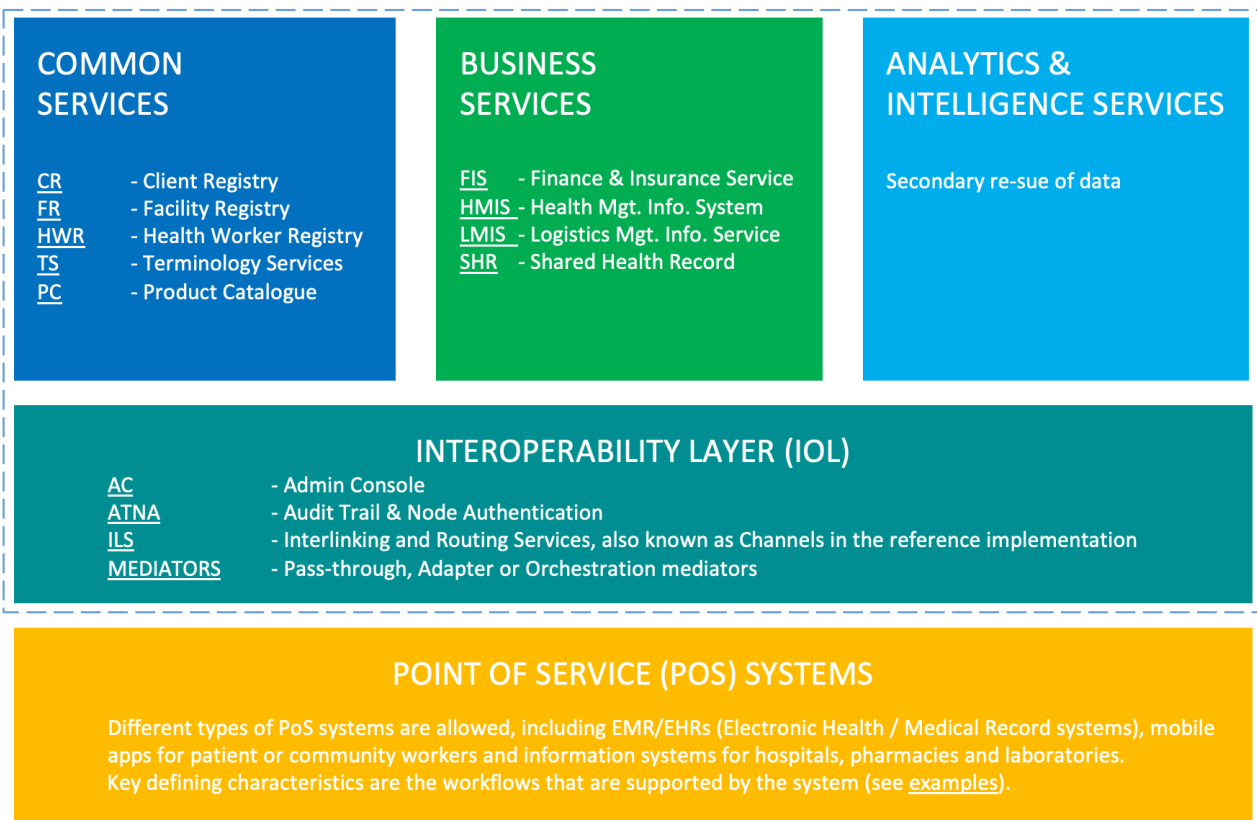 COMMON
SERVICES
CR - Client Registry
FR - Facility Registry
HWR - Health Worker Registry
TS - Terminology Services
PC - Product Catalogue
BUSINESS
SERVICES
FIS - Finance & Insurance Service
HMIS - Health Mgt. Info. System
LMIS - Logistics Mgt. Info. Service
SHR - Shared Health Record
ANALYTICS &
INTELLIGENCE SERVICES
Secondary re-sue of data
INTEROPERABILITY LAYER (IOL)
AC - Admin Console
ATNA - Audit Trail & Node Authentication
ILS - Interlinking and Routing Services, also known as Channels in the reference implementation
MEDIATORS - Pass-through, Adapter or Orchestration mediators
POINT OF SERVICE (POS) SYSTEMS
Different types of PoS systems are allowed, including EMR/EHRs (Electronic Health / Medical Record systems), mobile
apps for patient or community workers and information systems for hospitals, pharmacies and laboratories.
Key defining characteristics are the workflows that are supported by the system (see examples).